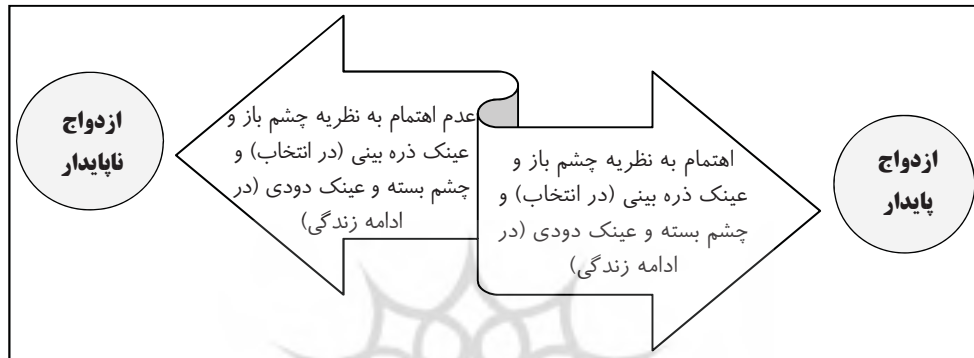 ازدواج
پایدار
اهتمام به نظریه چشم باز و
عینک ذره بینی (در انتخاب) و
چشم بسته و عینک دودی (در
ادامه زندگی)
عدم اهتمام به نظریه چشم باز و
عینک ذره بینی (در انتخاب) و
چشم بسته و عینک دودی (در
ادامه زندگی)
ازدواج
ناپایدار